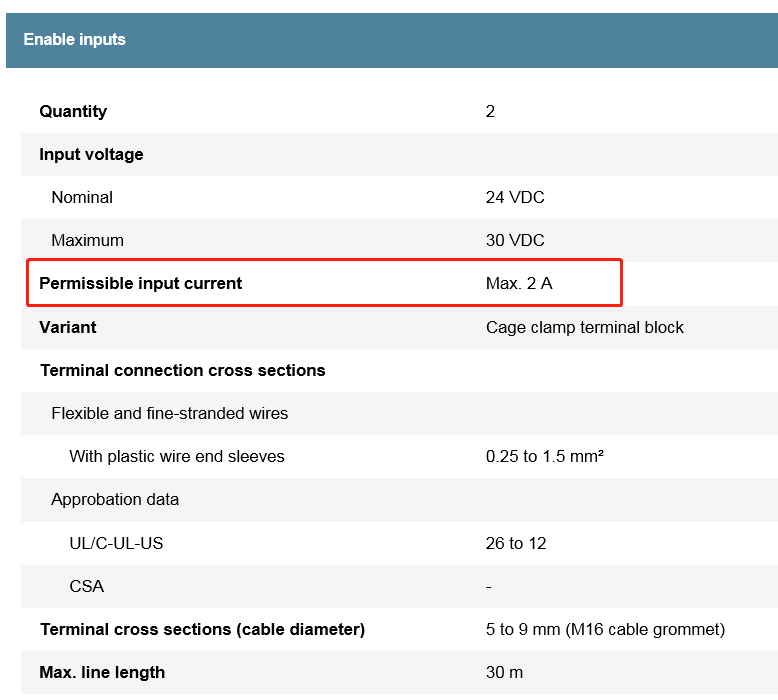 Enable inputs
Quantity 2
Input voltage
Nominal 24 VDC
Maximum 30 VDC
Permissible input current Max. 2 A
Variant Cage clamp terminal block
Terminal connection cross sections
Flexible and fine-stranded wires
With plastic wire end sleeves 0.25 to 1.5 mm²
Approbation data
UL/C-UL-US 26 to 12
CSA -
Terminal cross sections (cable diameter) 5 to 9 mm (M16 cable grommet)
Max. line length 30 m